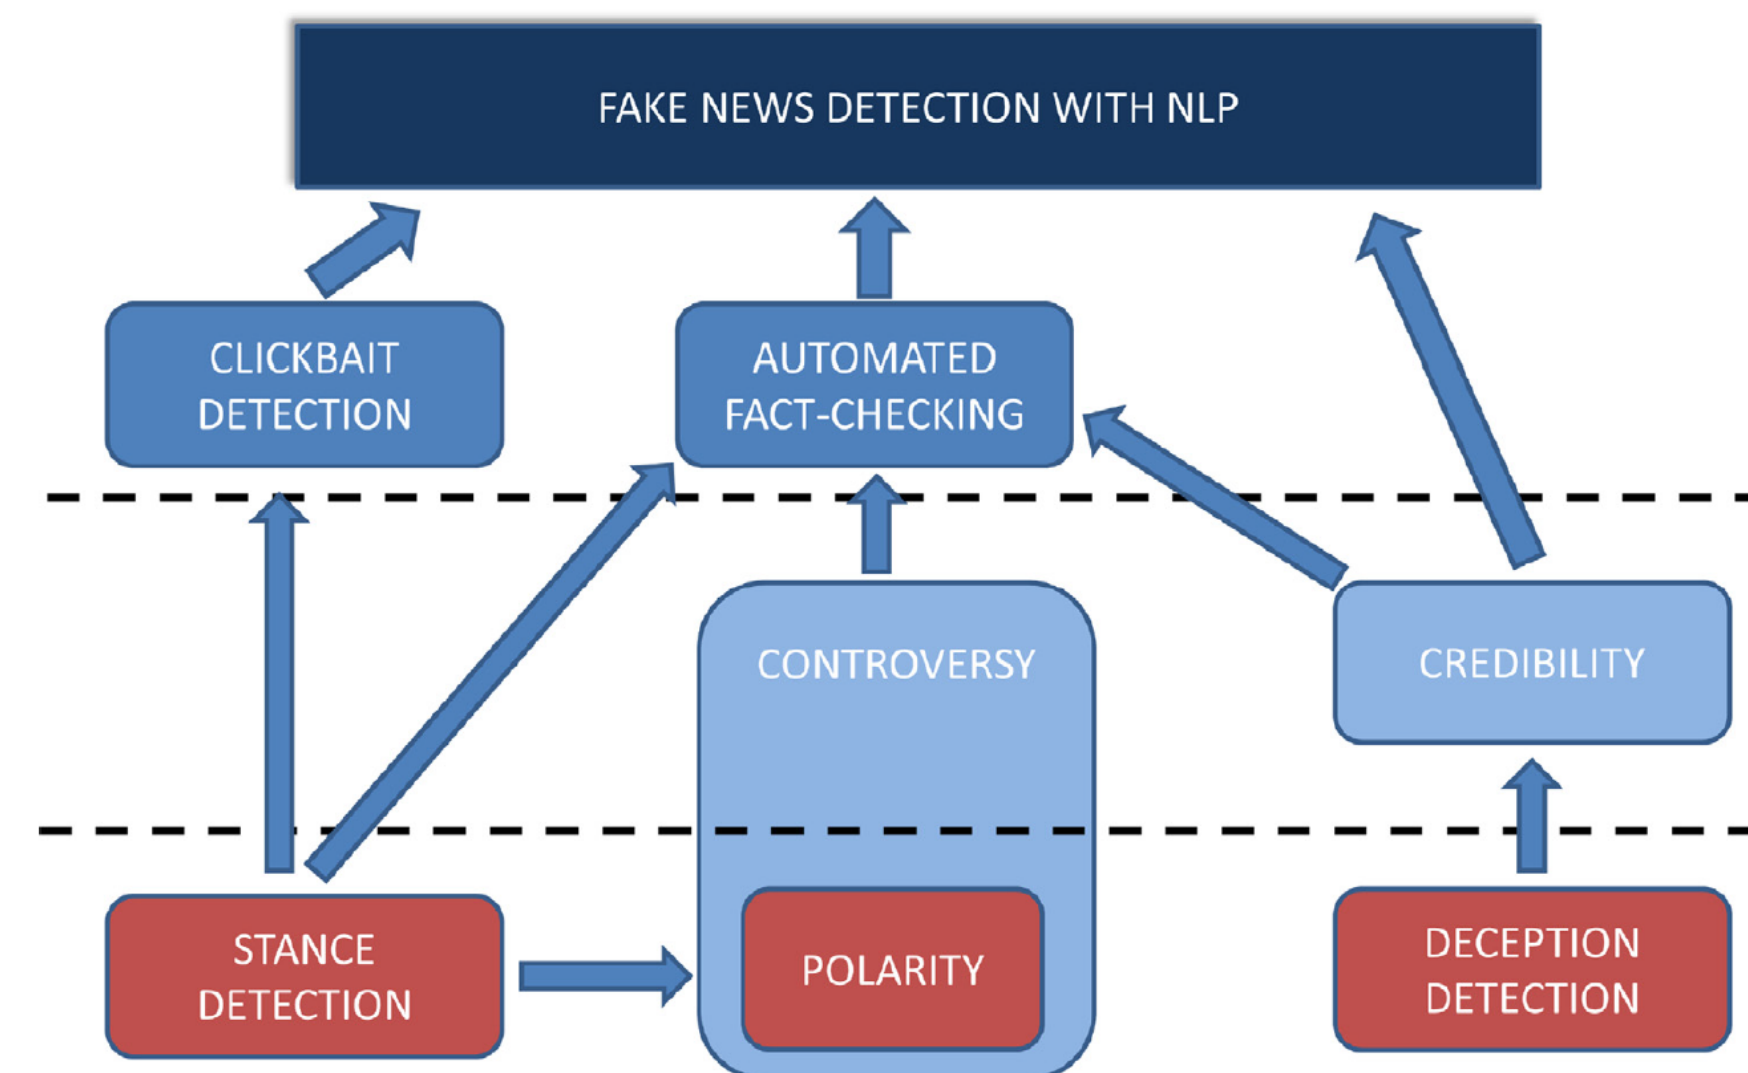 FAKE NEWS DETECTION WITH NLP
CLICKBAIT
DETECTION
AUTOMATED
FACT-CHECKING
CONTROVERSY
CREDIBILITY
STANCE
DETECTION
POLARITY
DECEPTION
DETECTION